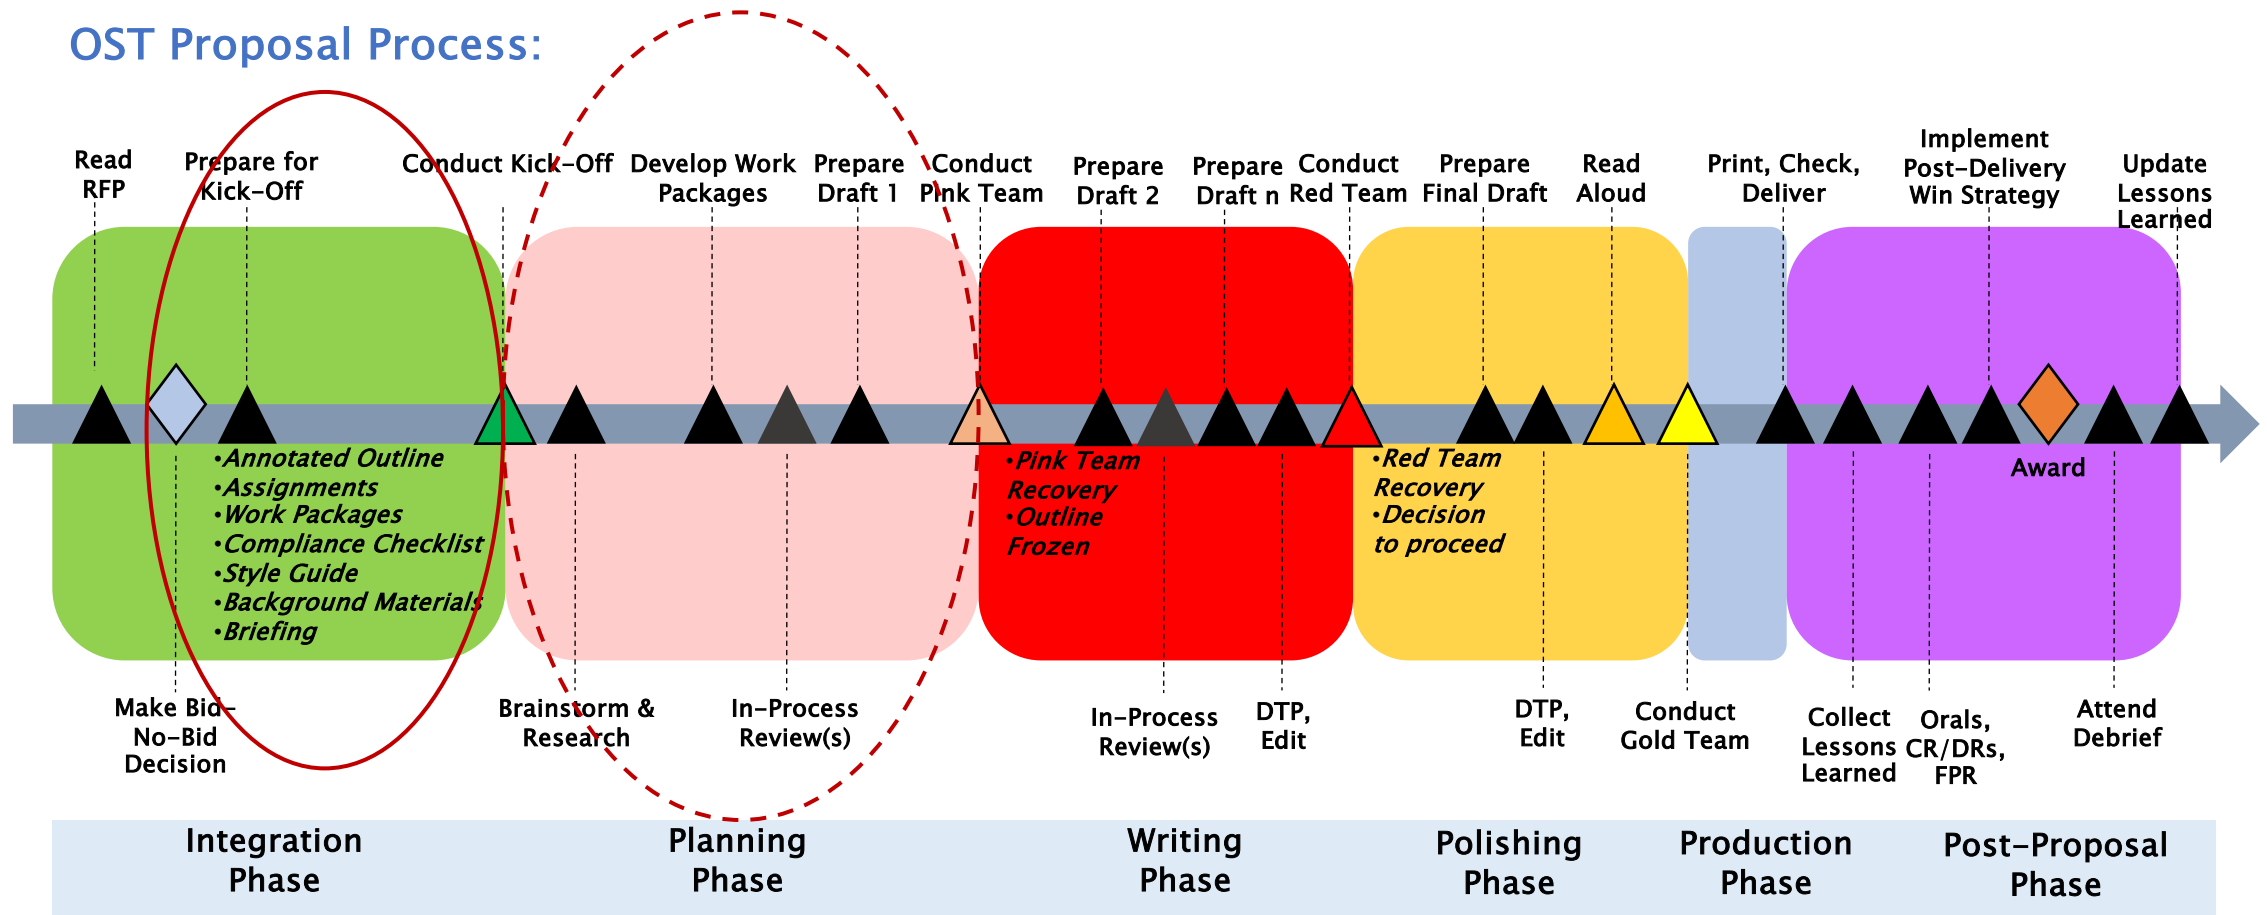 OST Proposal Process:
Read
RFP
Prepare for
Kick-Off
Conduct Kick-Off
Develop Work
Packages
Prepare
Draft 1
Conduct
Pink Team
Prepare
Draft 2
Prepare
Draft n
Conduct
Red Team
Prepare
Final Draft
Read
Aloud
Print, Check,
Deliver
Implement
Post-Delivery
Win Strategy
Update
Lessons
Learned
•Annotated Outline
•Assignments
•Work Packages
•Compliance Checklist
•Style Guide
•Background Materials
•Briefing
•Pink Team
Recovery
•Outline
Frozen
•Red Team
Recovery
•Decision
to proceed
Award
Make Bid-
No-Bid
Decision
Brainstorm &
Research
In-Process
Review(s)
In-Process
Review(s)
DTP,
Edit
DTP,
Edit
Conduct
Gold Team
Collect
Lessons
Learned
Orals,
CR/DRs,
FPR
Attend
Debrief
Integration
Phase
Planning
Phase
Writing
Phase
Polishing
Phase
Production
Phase
Post-Proposal
Phase